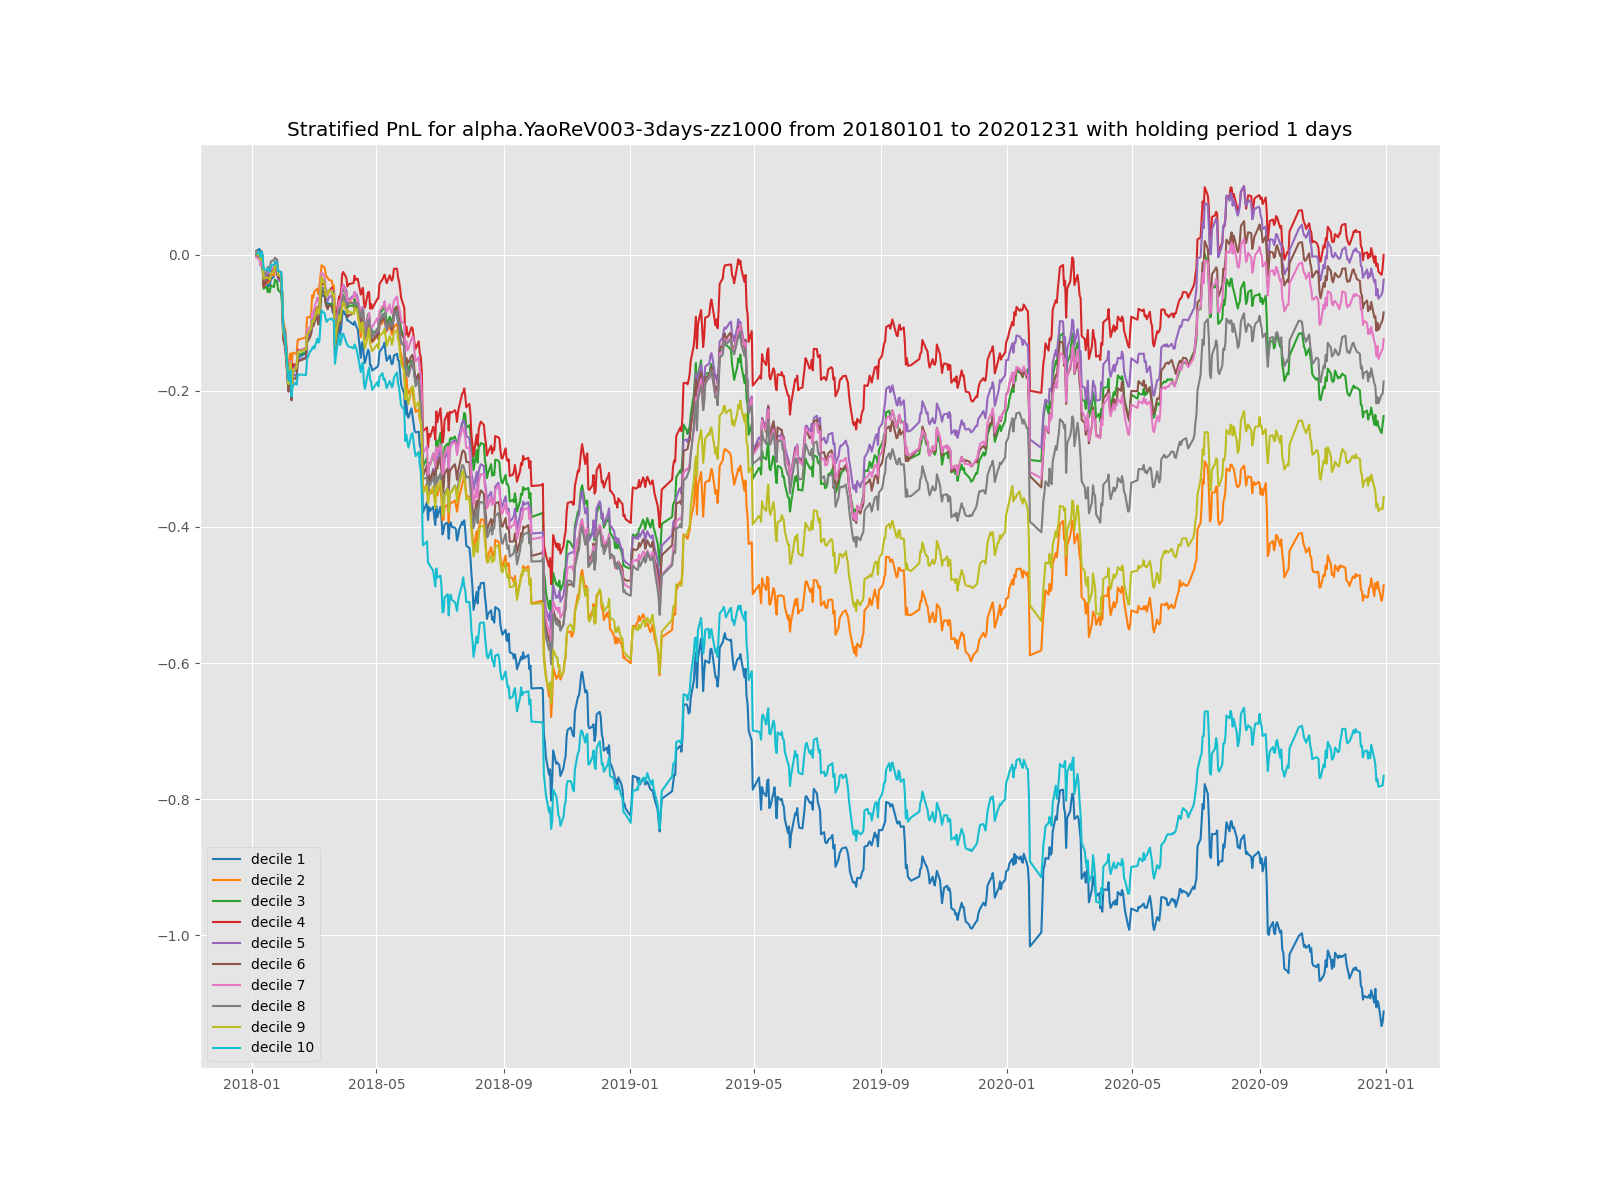 Stratified PnL for alpha.YaoReV003-3days-zz1000 from 20180101 to 20201231 with holding period 1 days
0.0
−0.2
−0.4
−0.6
−0.8
−1.0
decile 1
decile 2
decile 3
decile 4
decile 5
decile 6
decile 7
decile 8
decile 9
decile 10
2018-01 2018-05 2018-09 2019-01 2019-05 2019-09 2020-01 2020-05 2020-09 2021-01